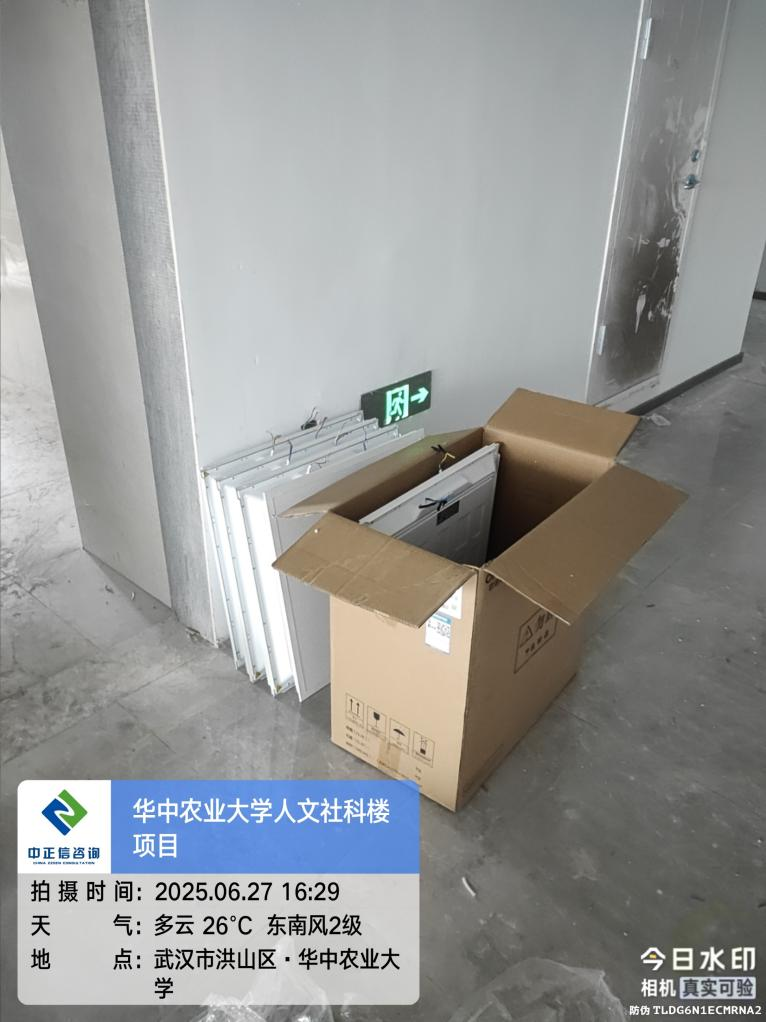 中正信咨询
CHINA ZZXIN CONSULTATION
华中农业大学人文社科楼
项目
拍摄时间: 2025.06.27 16:29
天气: 多云 26°C 东南风2级
地点: 武汉市洪山区·华中农业大
学
今日水印
相机 真实可验
防伪 TLDG6N1ECMRNA2